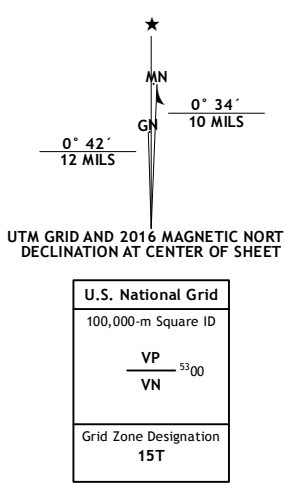 MN
0° 34´
10 MILS
GN
0° 42´
12 MILS
UTM GRID AND 2016 MAGNETIC NORT
DECLINATION AT CENTER OF SHEET
U.S. National Grid
100,000-m Square ID
VP
5300
VN
Grid Zone Designation
15T